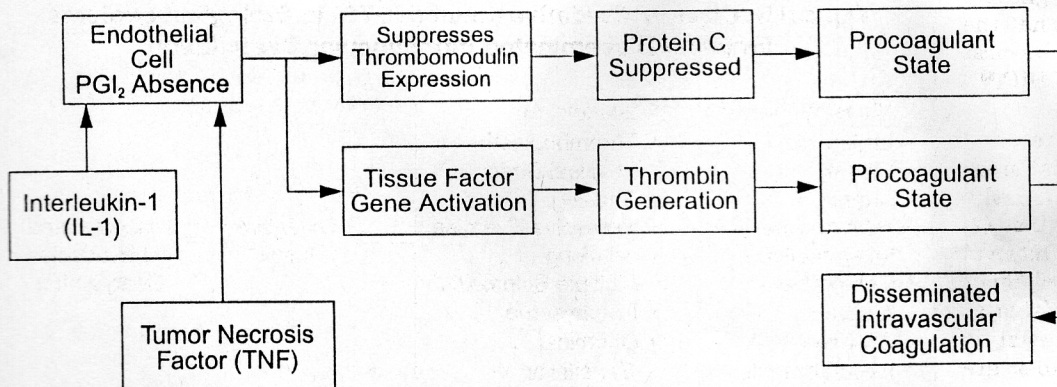 Endothelial
Cell
PGI₂ Absence
Suppresses
Thrombomodulin
Expression
Protein C
Suppressed
Procoagulant
State
Interleukin-1
(IL-1)
Tissue Factor
Gene Activation
Thrombin
Generation
Procoagulant
State
Tumor Necrosis
Factor (TNF)
Disseminated
Intravascular
Coagulation